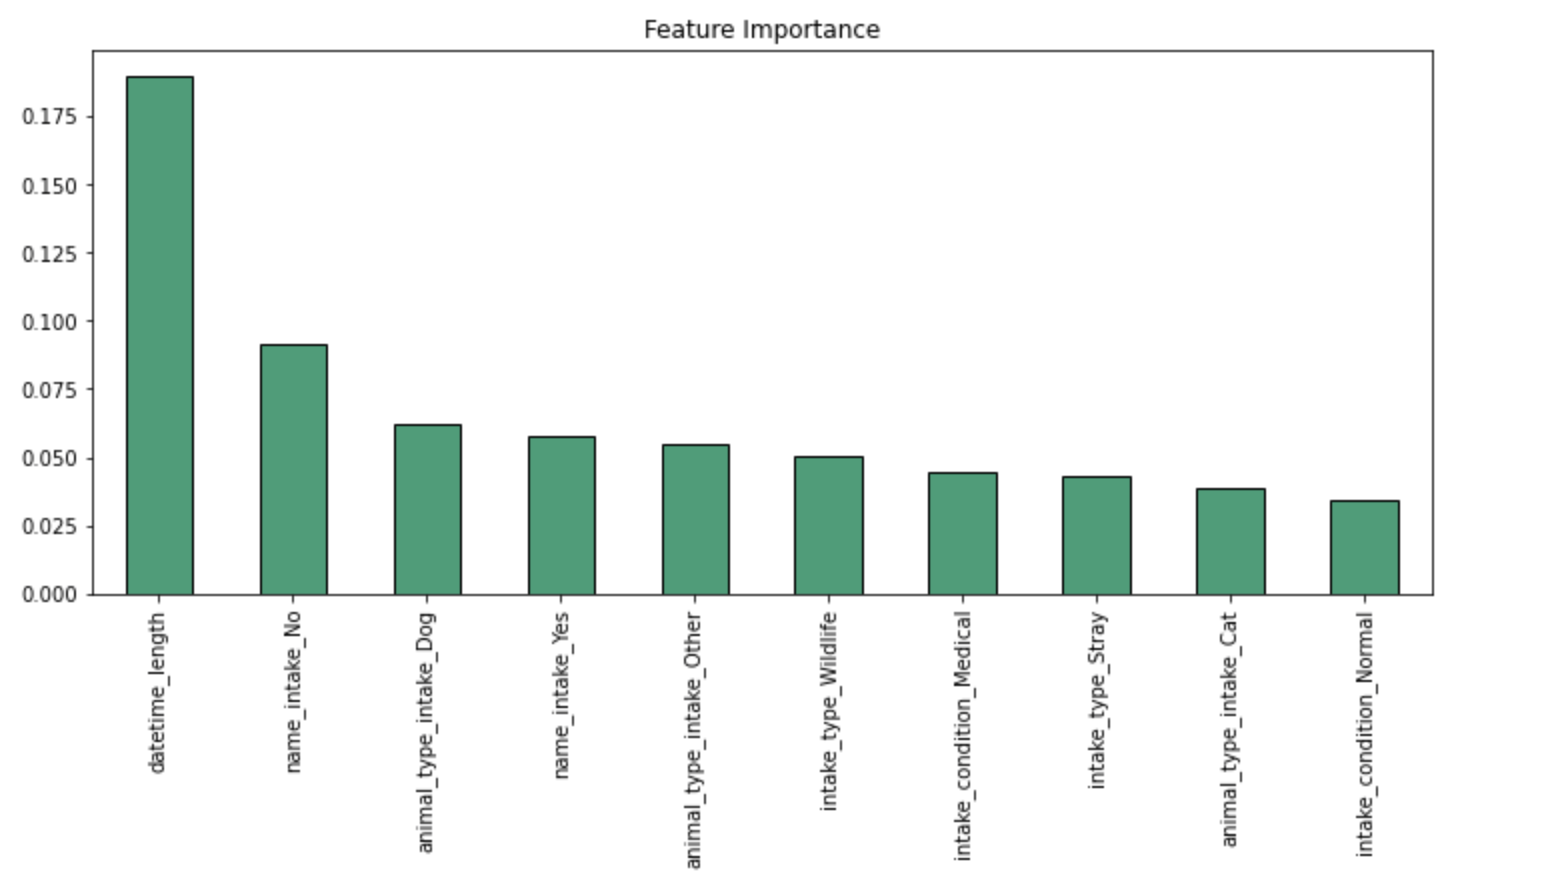 Feature Importance
0.175
0.150
0.125
0.100
0.075
0.050
0.025
0.000
datetime_length
name_intake_No
animal_type_intake_Dog
name_intake_Yes
animal_type_intake_Other
intake_type_Wildlife
intake_condition_Medical
intake_type_Stray
animal_type_intake_Cat
intake_condition_Normal